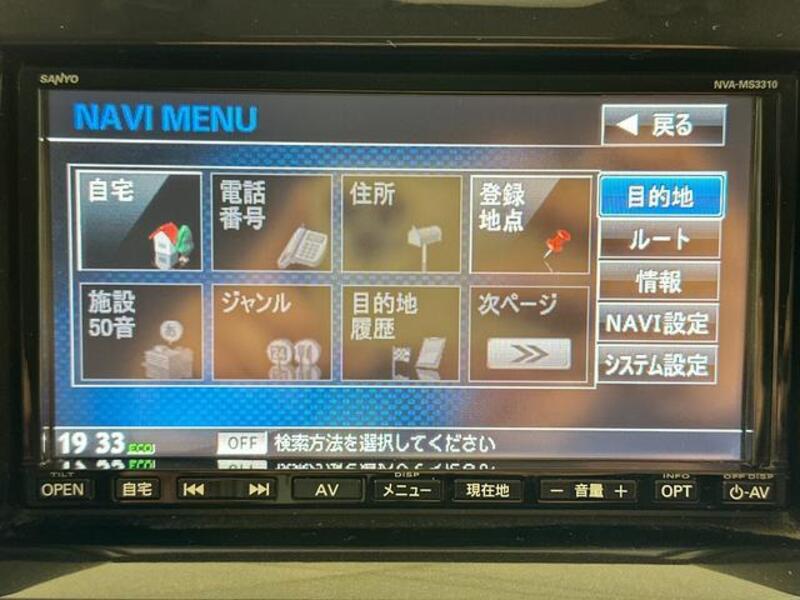 SANYO
NVA-MS3310
NAVI MENU
戻る
自宅
電話
番号
住所
登録
地点
目的地
ルート
施設
50音
あ
ジャンル
目的地
履歴
次ページ
情報
NAVI設定
システム設定
19 33 ECO
OFF 検索方法を選択してください
TILT
OPEN
自宅
AV
DISP
メニュー
現在地
− 音量 +
INFO
OPT
OFF DISP
-AV